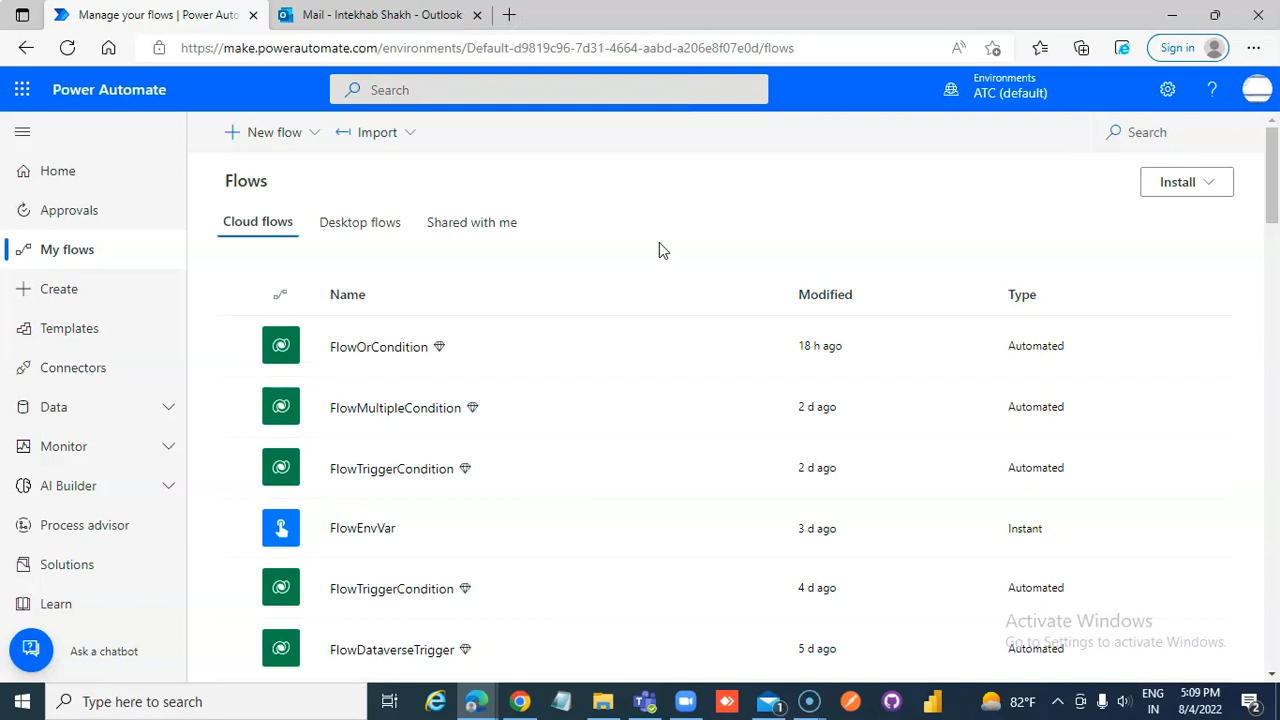 Manage your flows | Power Auto
Mail - Intekhab Shakh - Outlook
https://make.powerautomate.com/environments/Default-d9819c96-7d31-4664-aabd-a206e8f07e0d/flows
Sign in
Power Automate
Search
Environments
ATC (default)
New flow
Import
Search
Home
Approvals
My flows
Create
Templates
Connectors
Data
Monitor
AI Builder
Process advisor
Solutions
Learn
Ask a chatbot
Flows
Install
Cloud flows Desktop flows Shared with me
Name Modified Type
FlowOrCondition 18 h ago Automated
FlowMultipleCondition 2 d ago Automated
FlowTriggerCondition 2 d ago Automated
FlowEnvVar 3 d ago Instant
FlowTriggerCondition 4 d ago Automated
FlowDataverseTrigger 5 d ago Automated
Activate Windows
Go to Settings to activate Windows.
Type here to search
1
82°F
ENG
IN
5:09 PM
8/4/2022
2